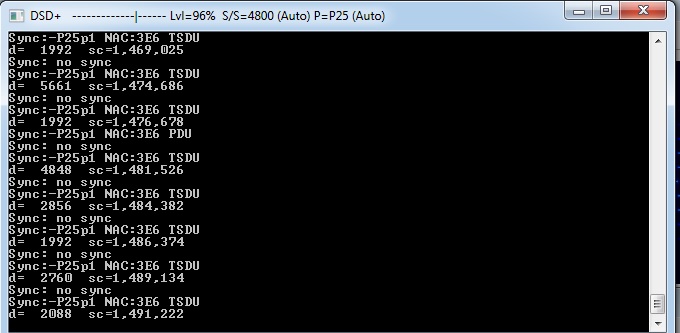 DSD+ -------------|------ Lvl=96% S/S=4800 (Auto) P=P25 (Auto)
Sync:-P25p1 NAC:3E6 TSDU
d=  1992  sc=1,469,025
Sync: no sync
Sync:-P25p1 NAC:3E6 TSDU
d=  5661  sc=1,474,686
Sync: no sync
Sync:-P25p1 NAC:3E6 TSDU
d=  1992  sc=1,476,678
Sync:-P25p1 NAC:3E6 PDU
Sync: no sync
Sync:-P25p1 NAC:3E6 TSDU
d=  4848  sc=1,481,526
Sync: no sync
Sync:-P25p1 NAC:3E6 TSDU
d=  2856  sc=1,484,382
Sync: no sync
Sync:-P25p1 NAC:3E6 TSDU
d=  1992  sc=1,486,374
Sync: no sync
Sync:-P25p1 NAC:3E6 TSDU
d=  2760  sc=1,489,134
Sync: no sync
Sync:-P25p1 NAC:3E6 TSDU
d=  2088  sc=1,491,222